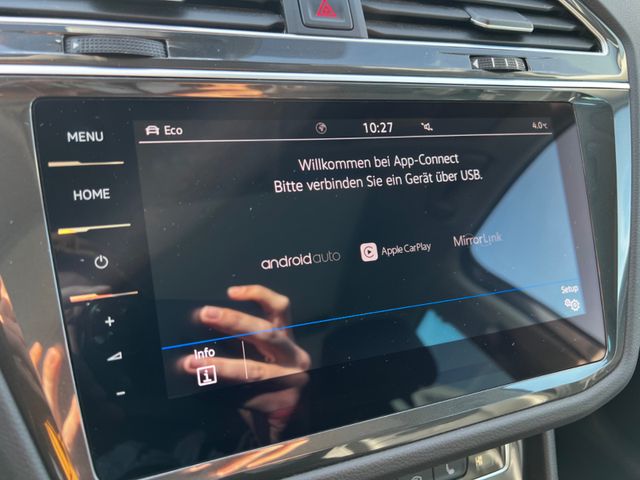 MENU
HOME
Eco
10:27
4.0°C
Willkommen bei App-Connect
Bitte verbinden Sie ein Gerät über USB.
androidauto
Apple CarPlay
MirrorLink
Setup
Info